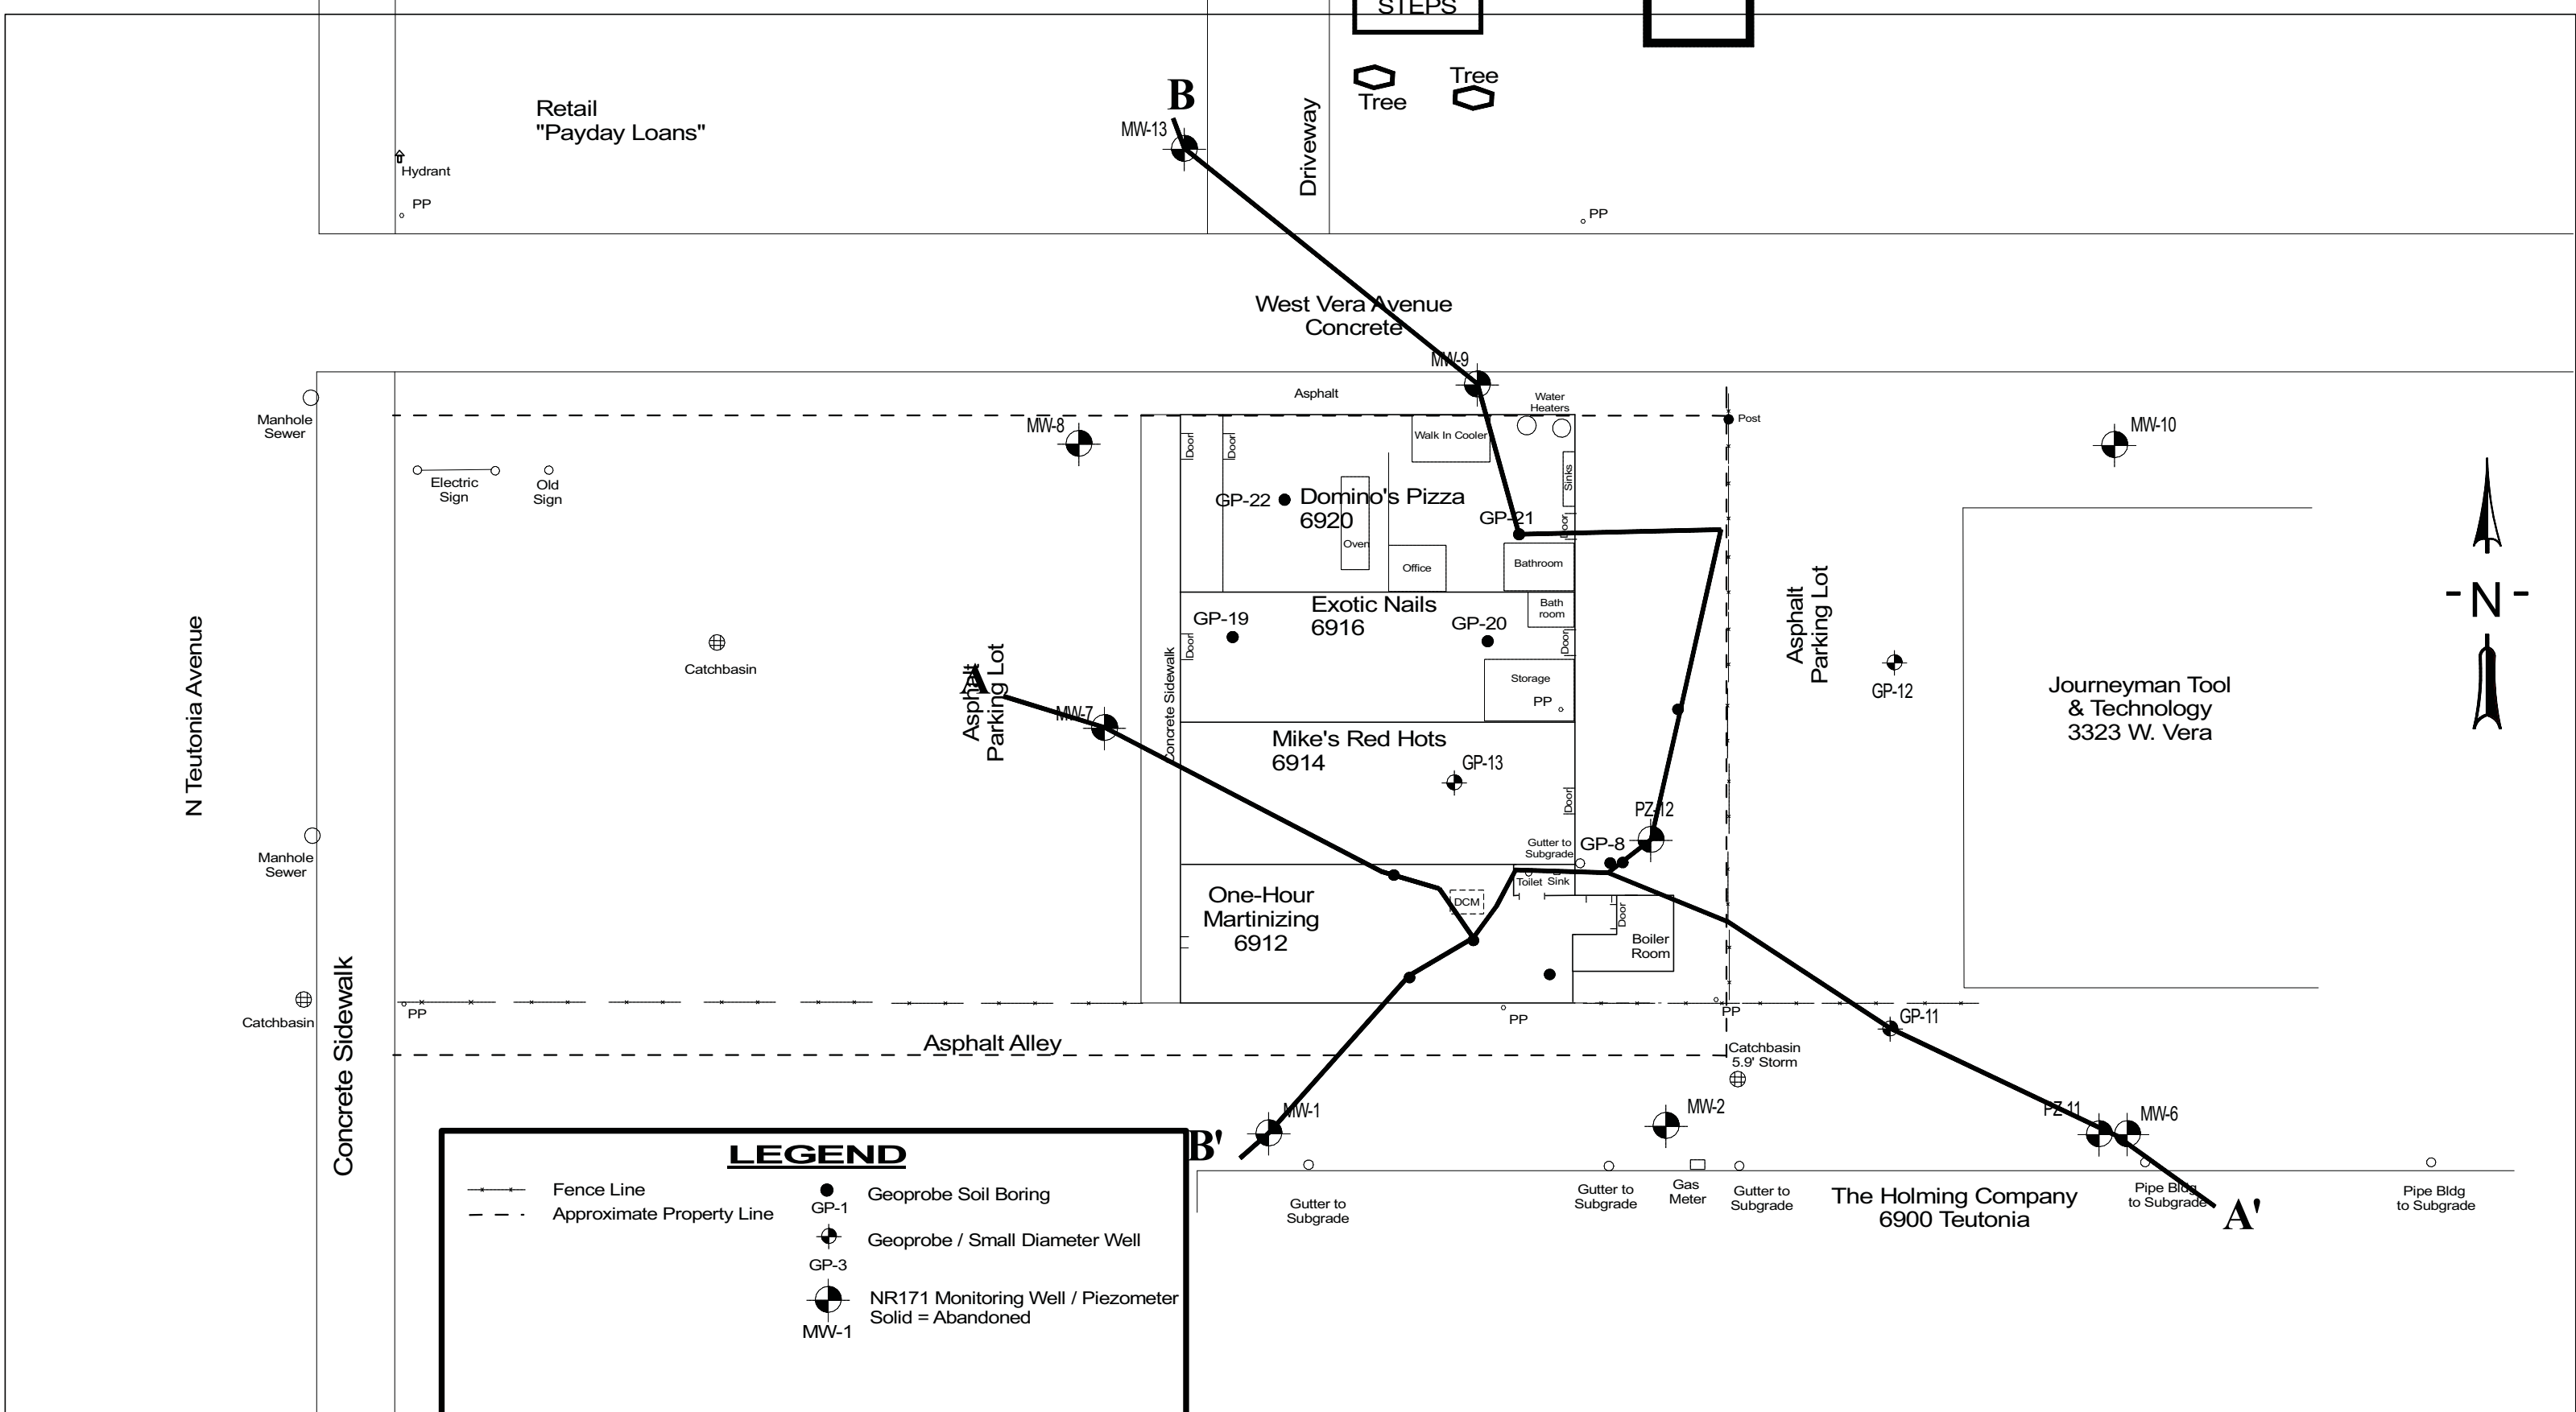 STEPS
Tree
Tree
B
MW-13
Retail
"Payday Loans"
Driveway
Hydrant
PP
PP
West Vera Avenue
Concrete
MW-9
Asphalt
Water
Heaters
Manhole
Sewer
MW-8
Door
Door
Walk In Cooler
Post
MW-10
Electric
Sign
Old
Sign
GP-22
Domino's Pizza
6920
Sinks
GP-21
Door
Oven
Office
Bathroom
N
N Teutonia Avenue
Catchbasin
A
Asphalt
Parking Lot
MW-7
Concrete Sidewalk
GP-19
Door
Exotic Nails
6916
GP-20
Bath
room
Door
Storage
PP
Asphalt
Parking Lot
GP-12
Journeyman Tool
& Technology
3323 W. Vera
Mike's Red Hots
6914
GP-13
Door
PZ-12
Gutter to
Subgrade
GP-8
Manhole
Sewer
One-Hour
Martinizing
6912
DCM
Toilet
Sink
Door
Boiler
Room
Concrete Sidewalk
Catchbasin
PP
PP
PP
GP-11
Asphalt Alley
Catchbasin
5.9' Storm
MW-1
MW-2
PZ-11
MW-6
B'
Gutter to
Subgrade
Gutter to
Subgrade
Gas
Meter
Gutter to
Subgrade
The Holming Company
6900 Teutonia
Pipe Bldg
to Subgrade
A'
Pipe Bldg
to Subgrade
LEGEND
Fence Line
Approximate Property Line
GP-1
Geoprobe Soil Boring
Geoprobe / Small Diameter Well
GP-3
NR171 Monitoring Well / Piezometer
Solid = Abandoned
MW-1